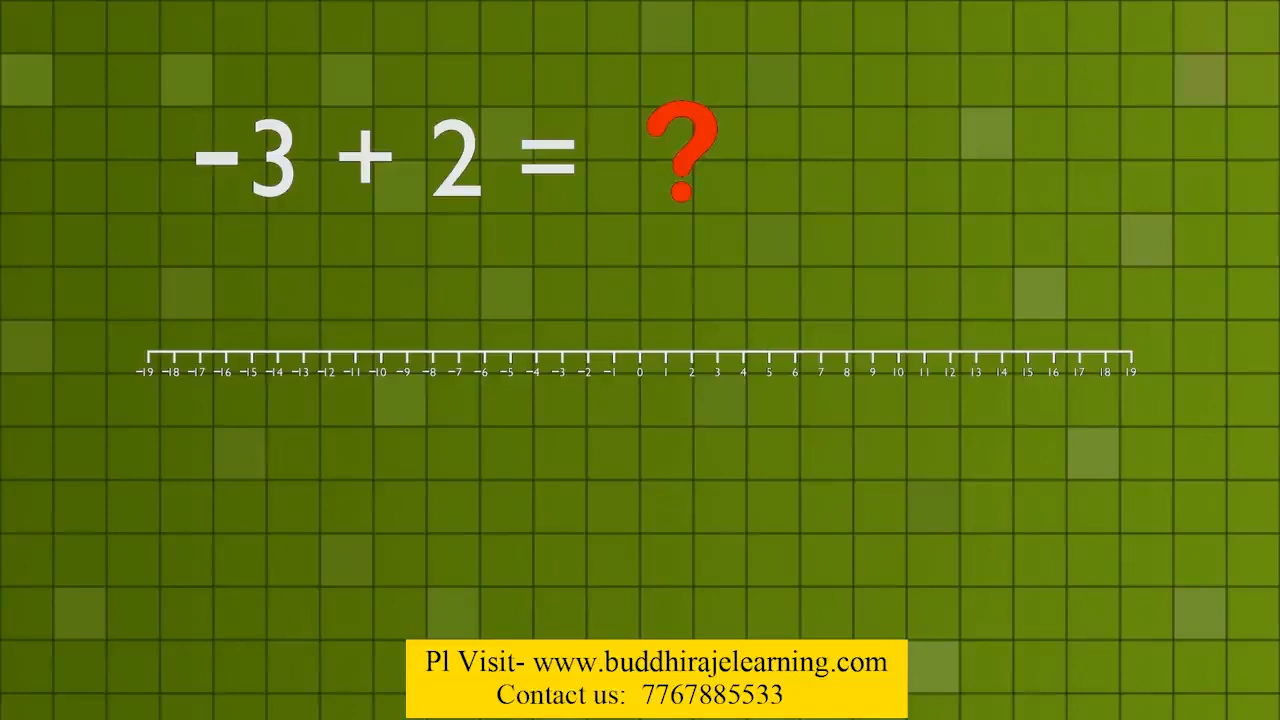 -3 + 2 = ?
−19 −18 −17 −16 −15 −14 −13 −12 −11 −10 −9 −8 −7 −6 −5 −4 −3 −2 −1 0 1 2 3 4 5 6 7 8 9 10 11 12 13 14 15 16 17 18 19
Pl Visit- www.buddhirajelearning.com
Contact us: 7767885533